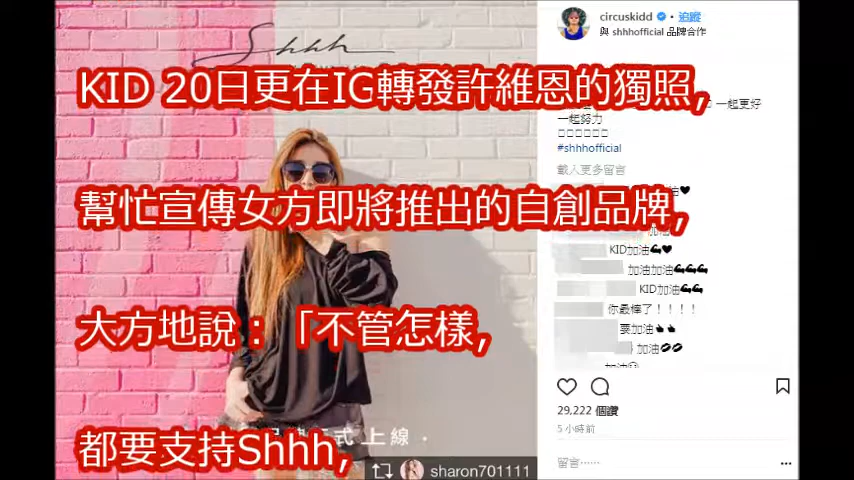 Shhh
circuskidd • 追蹤
與 shhhofficial 品牌合作
KID 20日更在IG轉發許維恩的獨照,
一起更好
一起努力
#shhhofficial
載入更多留言
幫忙宣傳女方即將推出的自創品牌,
KID加油
加油加油
KID加油
你最棒了！！！！
要加油
加油
大方地說：「不管怎樣,
29,222 個讚
5 小時前
式上線．
都要支持Shhh,
sharon701111
留言......